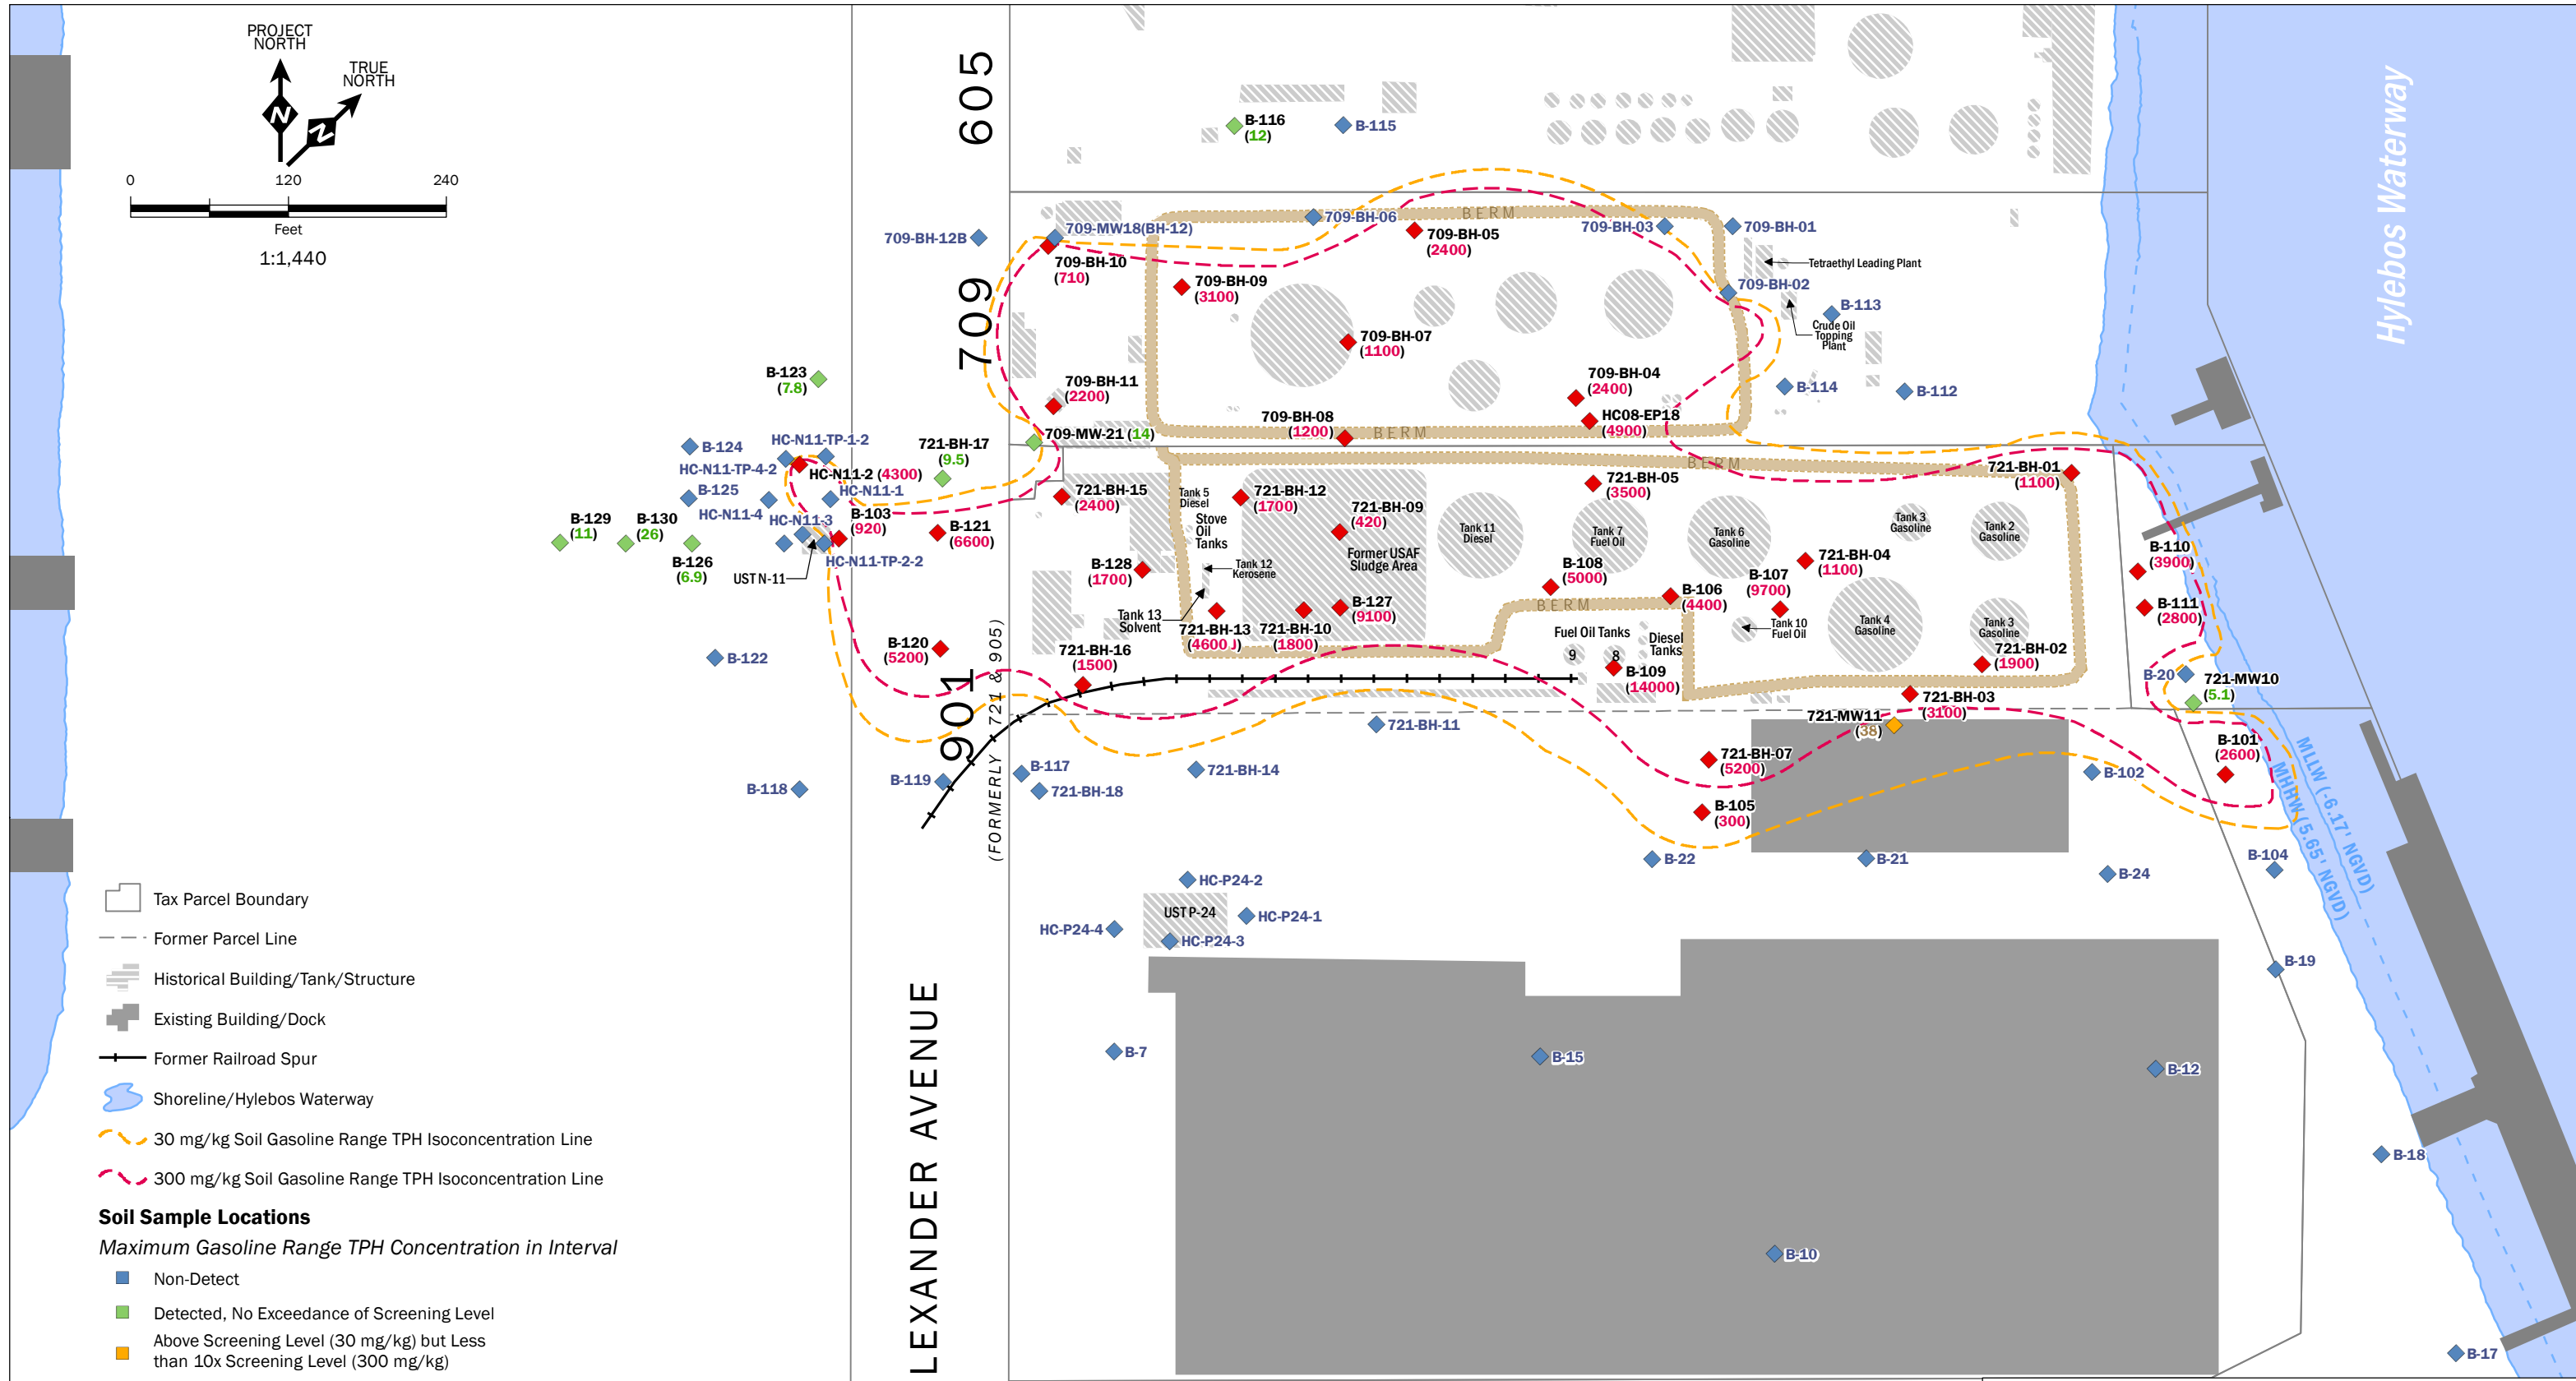 PROJECT
NORTH
TRUE
NORTH
N
N
0
120
240
Feet
1:1,440
605
709
901
(FORMERLY 721 & 905)
LEXANDER AVENUE
Hylebos Waterway
MLLW (-6.17' NGVD)
MHHW (5.65' NGVD)
B-116
(12)
B-115
709-BH-12B
709-MW18(BH-12)
709-BH-10
(710)
709-BH-06
BERM
709-BH-05
(2400)
709-BH-03
709-BH-01
Tetraethyl Leading Plant
709-BH-02
B-113
Crude Oil
Topping
Plant
709-BH-09
(3100)
709-BH-07
(1100)
709-BH-11
(2200)
709-BH-04
(2400)
HC08-EP18
(4900)
709-BH-08
(1200)
BERM
B-114
B-112
B-123
(7.8)
709-MW-21 (14)
721-BH-17
(9.5)
B-124
HC-N11-TP-1-2
HC-N11-TP-4-2
HC-N11-2 (4300)
B-125
HC-N11-1
HC-N11-4
HC-N11-3
B-103
(920)
B-121
(6600)
B-129
(11)
B-130
(26)
B-126
(6.9)
UST N-11
HC-N11-TP-2-2
BERM
721-BH-01
(1100)
721-BH-15
(2400)
Tank 5
Diesel
721-BH-12
(1700)
721-BH-09
(420)
721-BH-05
(3500)
Stove
Oil
Tanks
Tank 11
Diesel
Tank 7
Fuel Oil
Tank 6
Gasoline
Tank 3
Gasoline
Tank 2
Gasoline
Former USAF
Sludge Area
B-128
(1700)
Tank 12
Kerosene
B-108
(5000)
B-107
(9700)
721-BH-04
(1100)
B-110
(3900)
B-106
(4400)
BERM
B-127
(9100)
B-111
(2800)
Tank 13
Solvent
721-BH-13
(4600 J)
721-BH-10
(1800)
Fuel Oil Tanks
9
8
Diesel
Tanks
Tank 10
Fuel Oil
Tank 4
Gasoline
Tank 3
Gasoline
B-122
B-120
(5200)
721-BH-16
(1500)
B-109
(14000)
721-BH-02
(1900)
B-20
721-MW10
(5.1)
721-BH-03
(3100)
721-MW11
(38)
721-BH-11
B-101
(2600)
721-BH-07
(5200)
B-102
B-118
B-119
B-117
721-BH-18
721-BH-14
B-105
(300)
B-22
B-21
B-24
B-104
HC-P24-2
UST P-24
HC-P24-1
HC-P24-4
HC-P24-3
B-19
B-7
B-15
B-12
B-18
B-10
B-17
Tax Parcel Boundary
Former Parcel Line
Historical Building/Tank/Structure
Existing Building/Dock
Former Railroad Spur
Shoreline/Hylebos Waterway
30 mg/kg Soil Gasoline Range TPH Isoconcentration Line
300 mg/kg Soil Gasoline Range TPH Isoconcentration Line
Soil Sample Locations
Maximum Gasoline Range TPH Concentration in Interval
Non-Detect
Detected, No Exceedance of Screening Level
Above Screening Level (30 mg/kg) but Less
than 10x Screening Level (300 mg/kg)